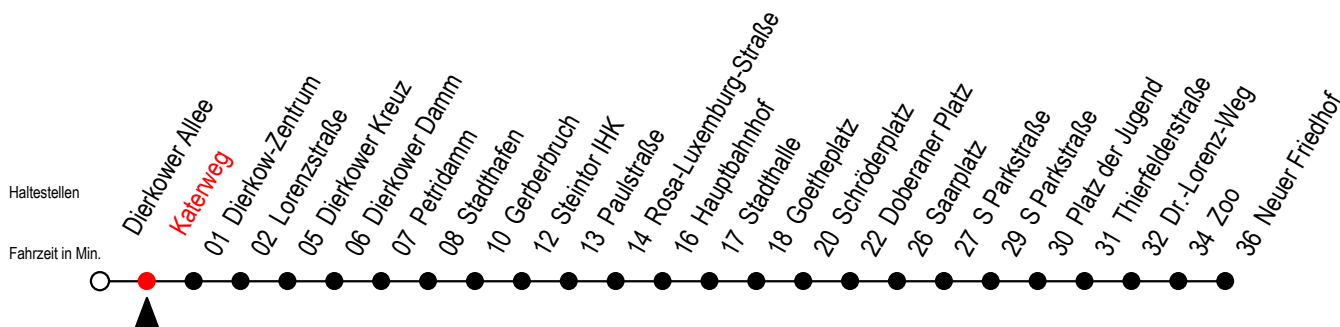 Haltestellen
Fahrzeit in Min.
Dierkower Allee
Katerweg
01 Dierkow-Zentrum
02 Lorenzstraße
05 Dierkower Kreuz
06 Dierkower Damm
07 Petridamm
08 Stadthafen
10 Gerberbruch
12 Steintor IHK
13 Paulstraße
14 Rosa-Luxemburg-Straße
16 Hauptbahnhof
17 Stadthalle
18 Goetheplatz
20 Schröderplatz
22 Doberaner Platz
26 Saarplatz
27 S Parkstraße
29 S Parkstraße
30 Platz der Jugend
31 Thierfelderstraße
32 Dr.-Lorenz-Weg
34 Zoo
36 Neuer Friedhof